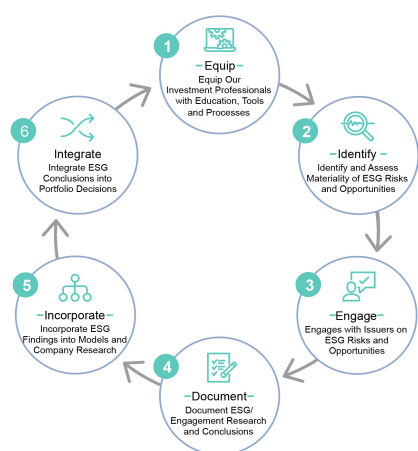 1
- Equip -
Equip Our
Investment Professionals
with Education, Tools
and Processes
2
- Identify -
Identify and Assess
Materiality of ESG Risks
and Opportunities
3
-Engage-
Engages with Issuers on
ESG Risks and
Opportunities
4
-Document-
Document ESG/
Engagement Research
and Conclusions
5
-Incorporate-
Incorporate ESG
Findings into Models and
Company Research
6
Integrate
Integrate ESG
Conclusions into
Portfolio Decisions